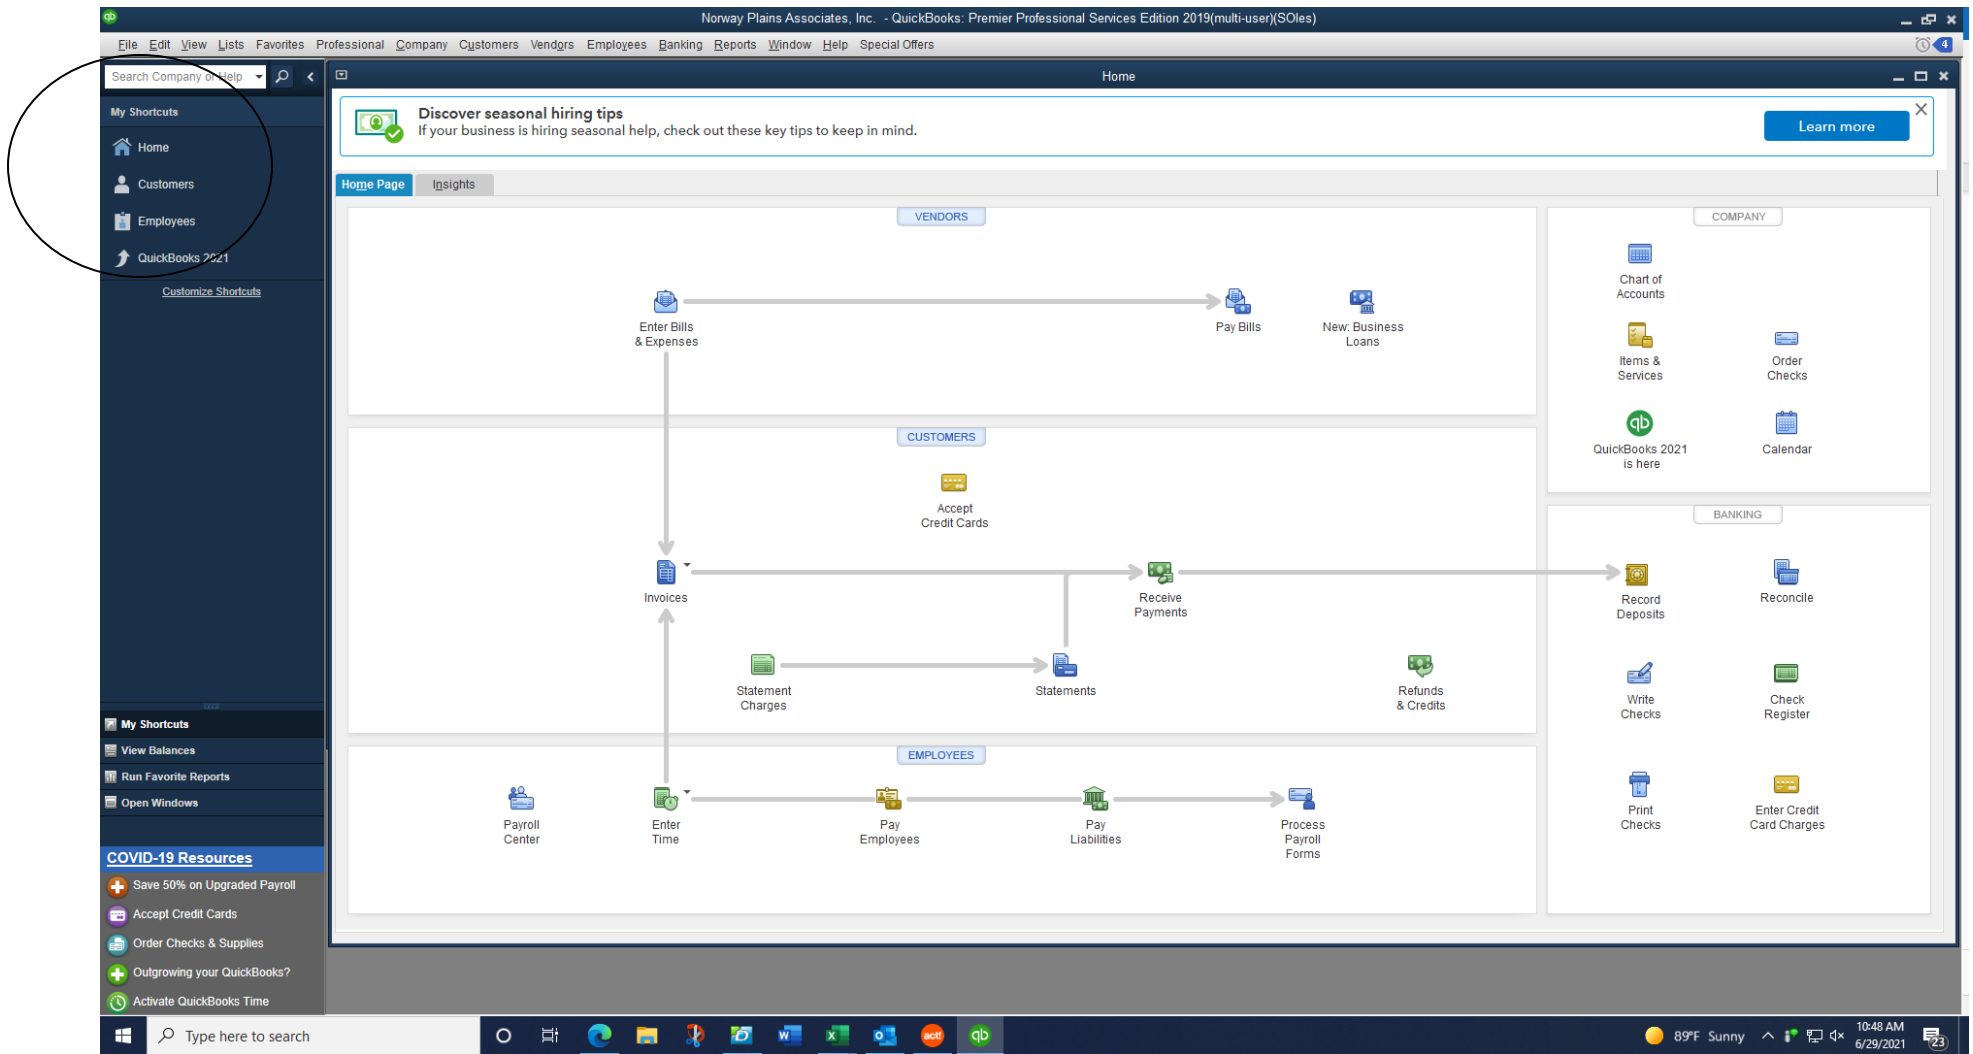 Norway Plains Associates, Inc. - QuickBooks: Premier Professional Services Edition 2019(multi-user)(SOles)
File Edit View Lists Favorites Professional Company Customers Vendors Employees Banking Reports Window Help Special Offers
4
Search Company or Help
Home
My Shortcuts
Home
Customers
Employees
QuickBooks 2021
Customize Shortcuts
Discover seasonal hiring tips
If your business is hiring seasonal help, check out these key tips to keep in mind.
Learn more
Home Page
Insights
VENDORS
Enter Bills
& Expenses
Pay Bills
New: Business
Loans
CUSTOMERS
Accept
Credit Cards
Invoices
Receive
Payments
Statement
Charges
Statements
Refunds
& Credits
EMPLOYEES
Payroll
Center
Enter
Time
Pay
Employees
Pay
Liabilities
Process
Payroll
Forms
COMPANY
Chart of
Accounts
Items &
Services
Order
Checks
qb
QuickBooks 2021
is here
Calendar
BANKING
Record
Deposits
Reconcile
Write
Checks
Check
Register
Print
Checks
Enter Credit
Card Charges
My Shortcuts
View Balances
Run Favorite Reports
Open Windows
COVID-19 Resources
Save 50% on Upgraded Payroll
Accept Credit Cards
Order Checks & Supplies
Outgrowing your QuickBooks?
Activate QuickBooks Time
Type here to search
act!
qb
89°F Sunny
10:48 AM
6/29/2021
23